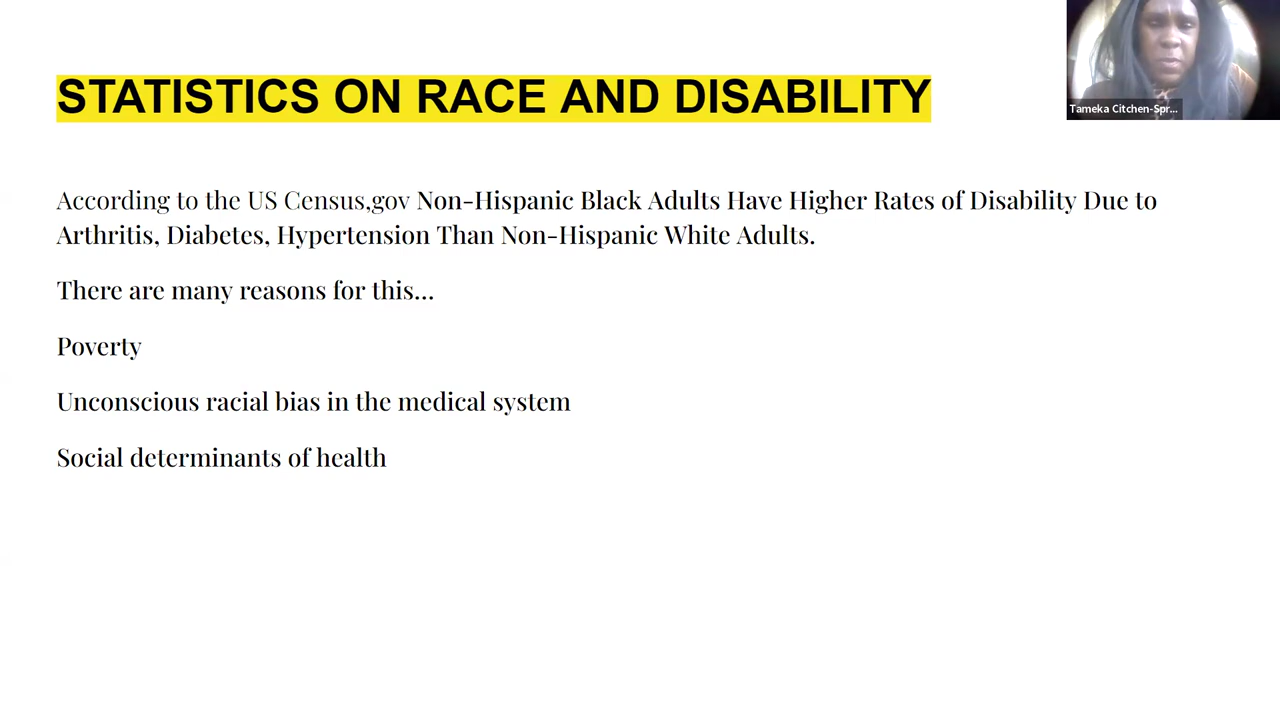 STATISTICS ON RACE AND DISABILITY
Tameka Citchen-Spr...
According to the US Census,gov Non-Hispanic Black Adults Have Higher Rates of Disability Due to
Arthritis, Diabetes, Hypertension Than Non-Hispanic White Adults.
There are many reasons for this...
Poverty
Unconscious racial bias in the medical system
Social determinants of health